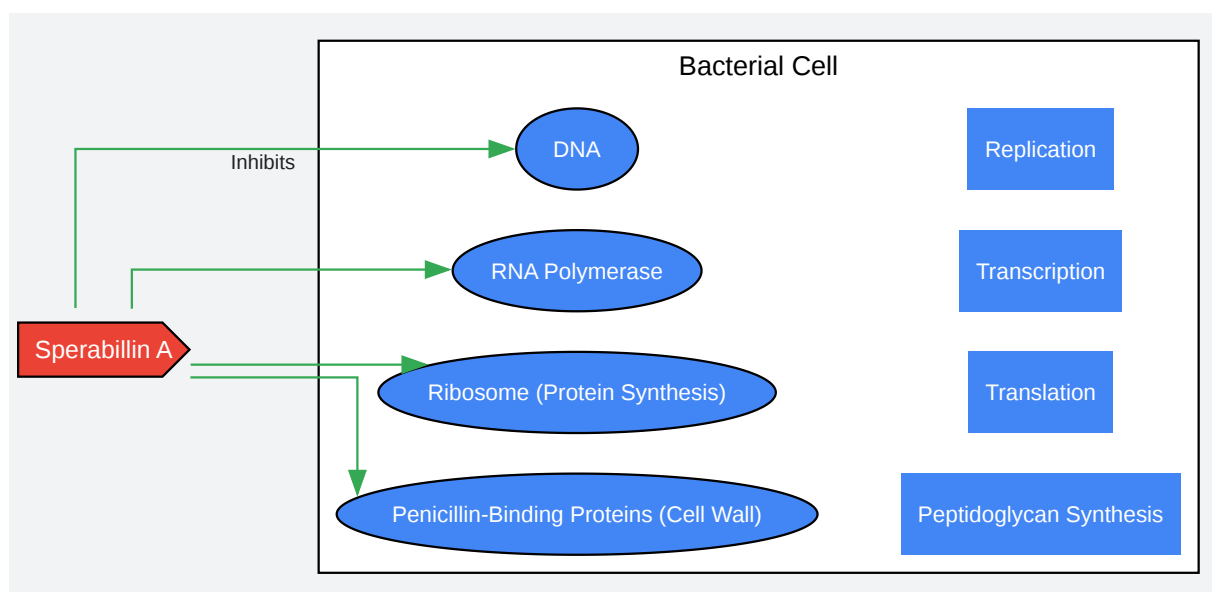 Bacterial Cell
DNA
Replication
Inhibits
RNA Polymerase
Transcription
Sperabillin A
Ribosome (Protein Synthesis)
Translation
Penicillin-Binding Proteins (Cell Wall)
Peptidoglycan Synthesis